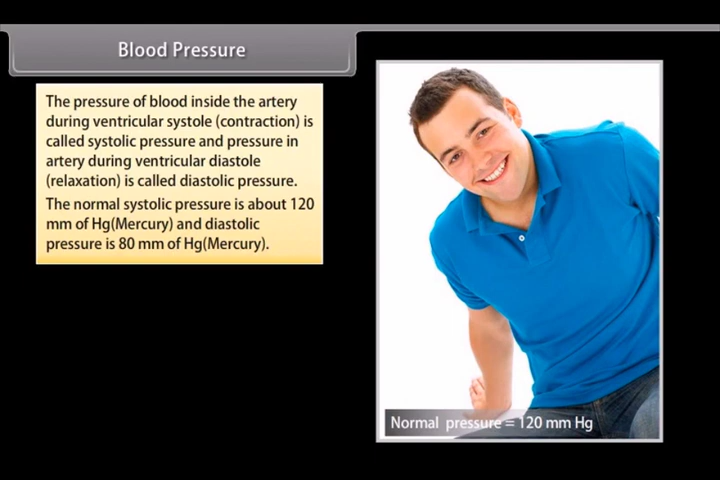 Blood Pressure
The pressure of blood inside the artery
during ventricular systole (contraction) is
called systolic pressure and pressure in
artery during ventricular diastole
(relaxation) is called diastolic pressure.
The normal systolic pressure is about 120
mm of Hg(Mercury) and diastolic
pressure is 80 mm of Hg(Mercury).
Normal pressure = 120 mm Hg